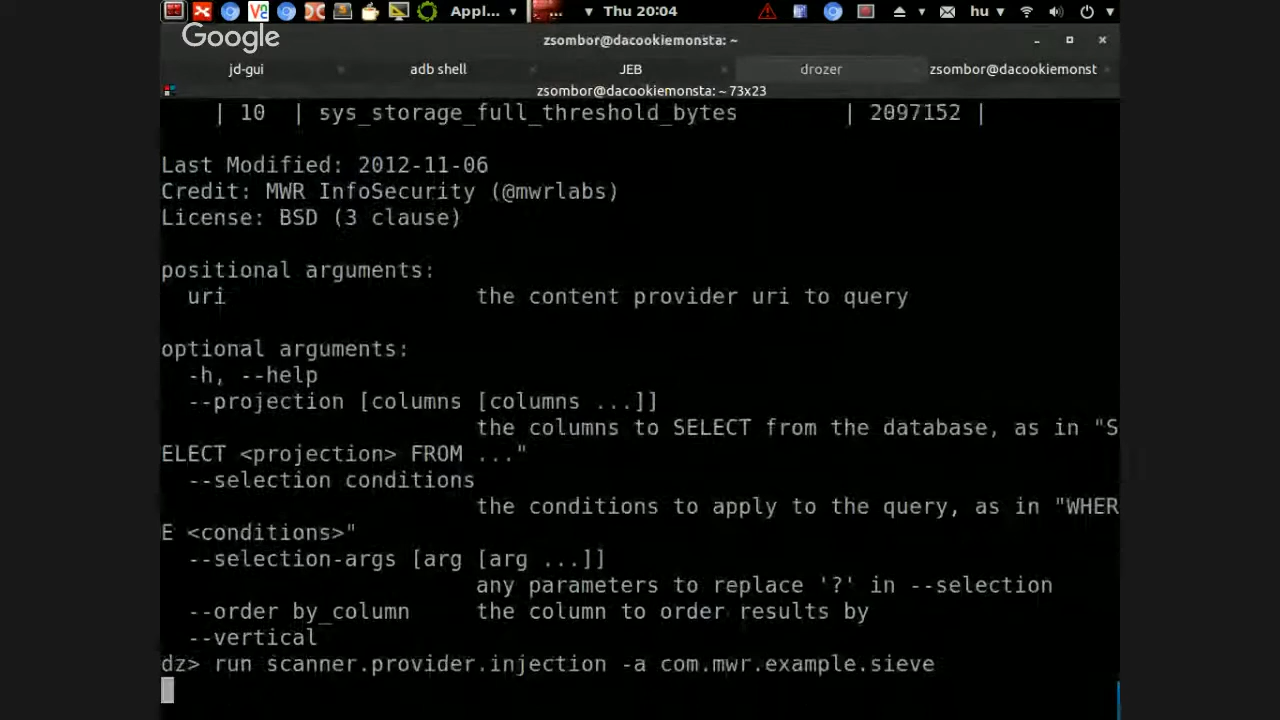 Appl...
...
Thu 20:04
hu
Google
zsombor@dacookiemonsta: ~
jd-gui
adb shell
JEB
drozer
zsombor@dacookiemonst
zsombor@dacookiemonsta: ~ 73x23
| 10 | sys_storage_full_threshold_bytes | 2097152 |
Last Modified: 2012-11-06
Credit: MWR InfoSecurity (@mwrlabs)
License: BSD (3 clause)
positional arguments:
uri the content provider uri to query
optional arguments:
-h, --help
--projection [columns [columns ...]]
the columns to SELECT from the database, as in "S
ELECT <projection> FROM ..."
--selection conditions
the conditions to apply to the query, as in "WHER
E <conditions>"
--selection-args [arg [arg ...]]
any parameters to replace '?' in --selection
--order by_column the column to order results by
--vertical
dz> run scanner.provider.injection -a com.mwr.example.sieve